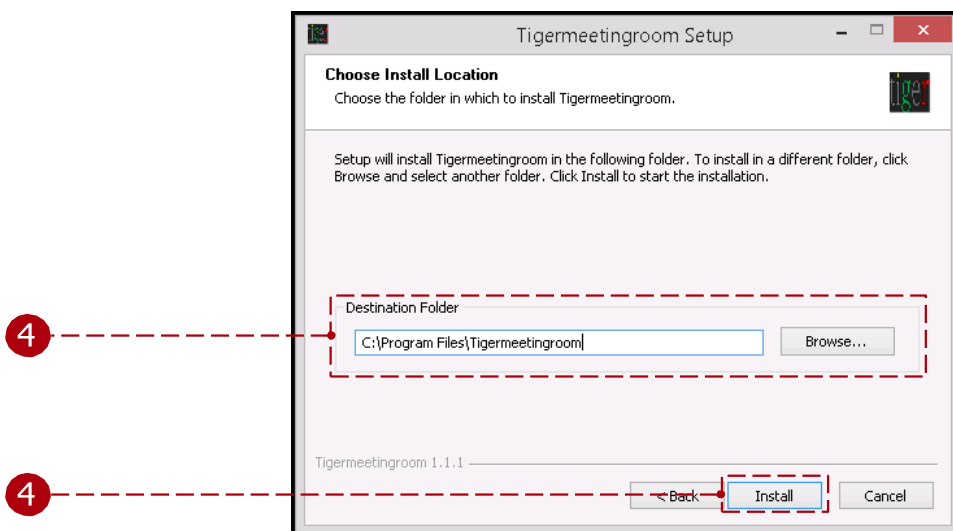 Tigermeetingroom Setup
Choose Install Location
Choose the folder in which to install Tigermeetingroom.
tiger
Setup will install Tigermeetingroom in the following folder. To install in a different folder, click
Browse and select another folder. Click Install to start the installation.
Destination Folder
4
C:\Program Files\Tigermeetingroom
Browse...
Tigermeetingroom 1.1.1
4
< Back
Install
Cancel